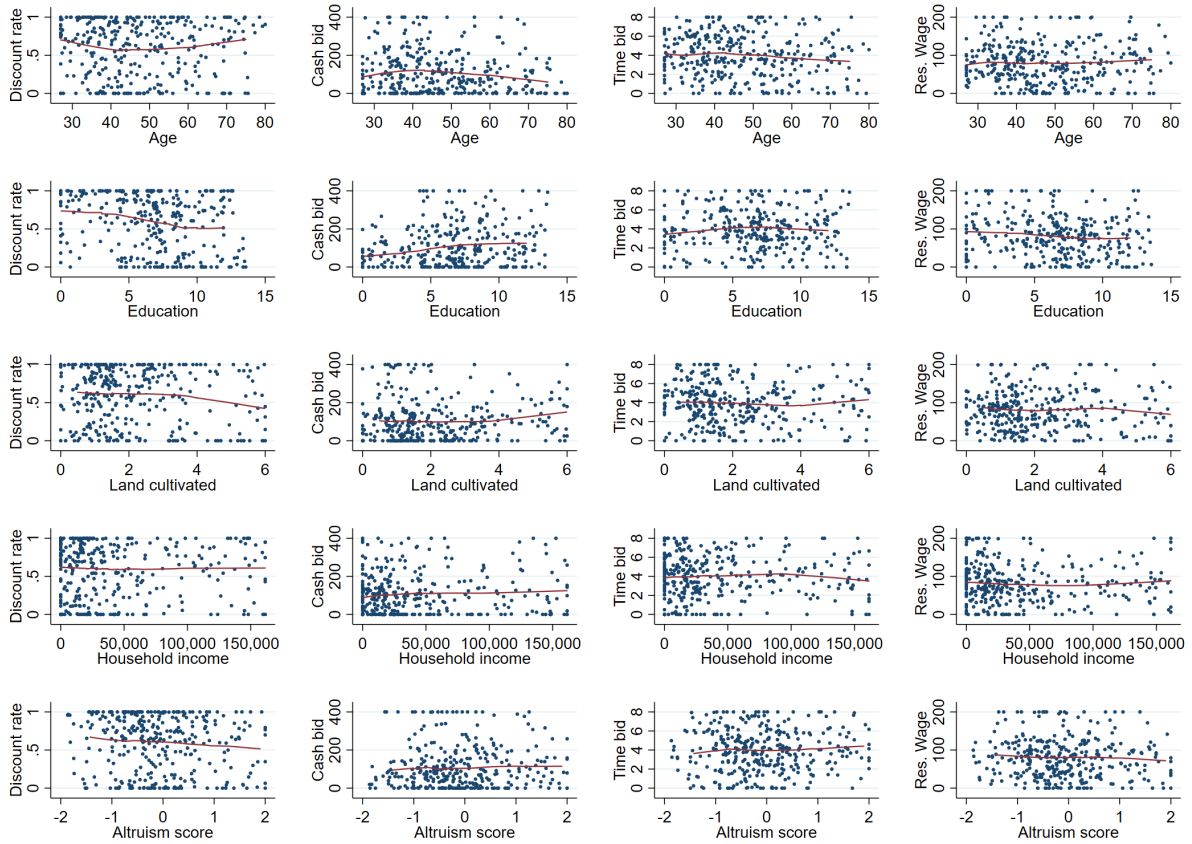 Discount rate
0 .5 1
30 40 50 60 70 80
Age
Cash bid
0 200 400
30 40 50 60 70 80
Age
Time bid
0 2 4 6 8
30 40 50 60 70 80
Age
Res. Wage
0 100 200
30 40 50 60 70 80
Age
Discount rate
0 .5 1
0 5 10 15
Education
Cash bid
0 200 400
0 5 10 15
Education
Time bid
0 2 4 6 8
0 5 10 15
Education
Res. Wage
0 100 200
0 5 10 15
Education
Discount rate
0 .5 1
0 2 4 6
Land cultivated
Cash bid
0 200 400
0 2 4 6
Land cultivated
Time bid
0 2 4 6 8
0 2 4 6
Land cultivated
Res. Wage
0 100 200
0 2 4 6
Land cultivated
Discount rate
0 .5 1
0 50,000 100,000 150,000
Household income
Cash bid
0 200 400
0 50,000 100,000 150,000
Household income
Time bid
0 2 4 6 8
0 50,000 100,000 150,000
Household income
Res. Wage
0 100 200
0 50,000 100,000 150,000
Household income
Discount rate
0 .5 1
-2 -1 0 1 2
Altruism score
Cash bid
0 200 400
-2 -1 0 1 2
Altruism score
Time bid
0 2 4 6 8
-2 -1 0 1 2
Altruism score
Res. Wage
0 100 200
-2 -1 0 1 2
Altruism score